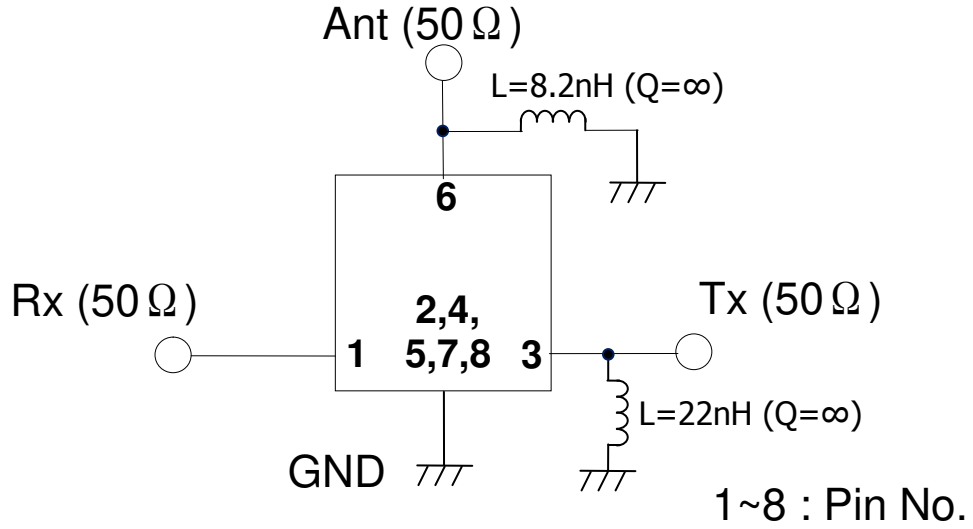 Ant (50Ω)
L=8.2nH (Q=∞)
6
Rx (50Ω)
Tx (50Ω)
2,4,
1
5,7,8
3
L=22nH (Q=∞)
GND
1~8 : Pin No.